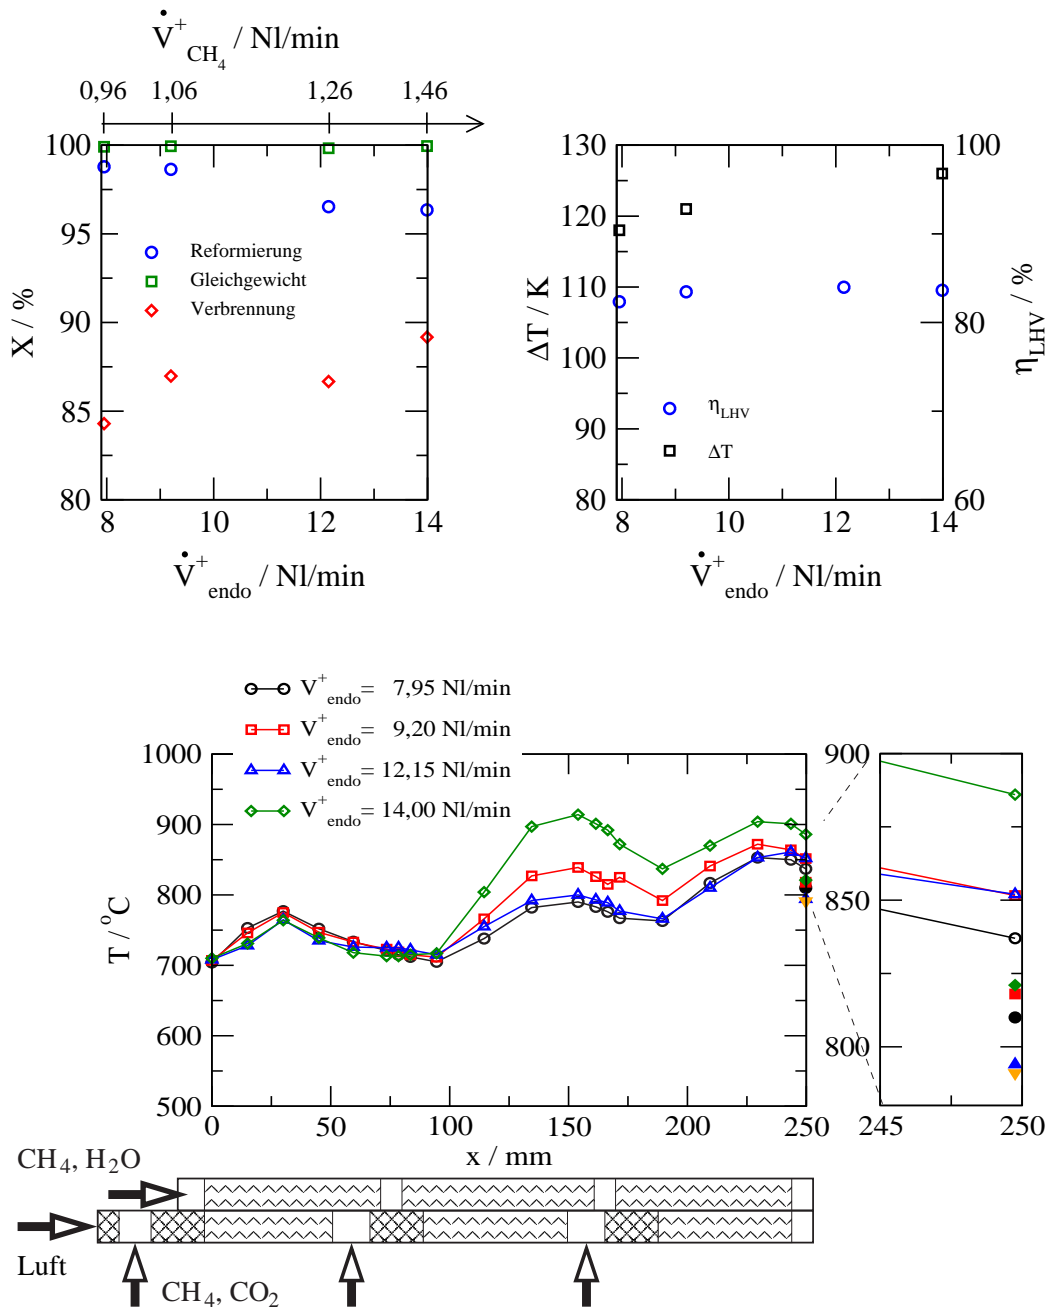 V̇⁺CH₄ / Nl/min
0,96 1,06 1,26 1,46
100
95
90
85
80
X / %
Reformierung
Gleichgewicht
Verbrennung
8 10 12 14
V̇⁺endo / Nl/min
130
120
110
100
90
80
ΔT / K
100
80
60
ηLHV / %
ηLHV
ΔT
8 10 12 14
V̇⁺endo / Nl/min
V⁺endo = 7,95 Nl/min
V⁺endo = 9,20 Nl/min
V⁺endo = 12,15 Nl/min
V⁺endo = 14,00 Nl/min
1000
900
800
700
600
500
T / °C
0 50 100 150 200 250
x / mm
900
850
800
245 250
CH₄, H₂O
Luft
CH₄, CO₂